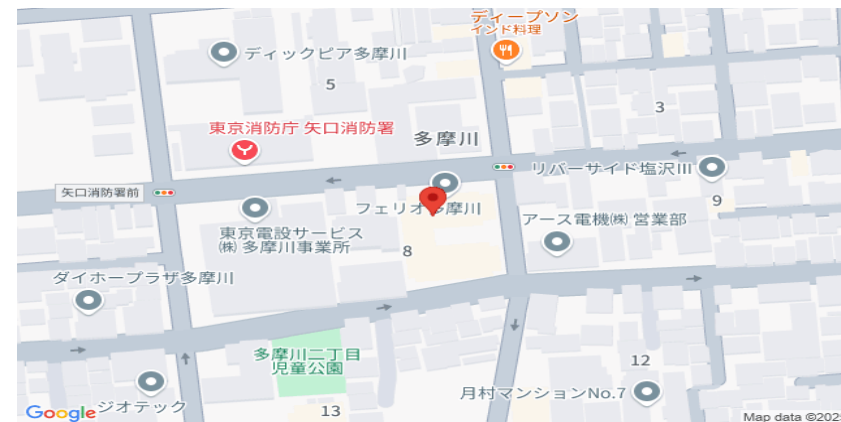 ディープソン
インド料理
ディックピア多摩川
5
3
東京消防庁 矢口消防署
多摩川
リバーサイド塩沢III
矢口消防署前
フェリオ多摩川
9
東京電設サービス
㈱ 多摩川事業所
アース電機㈱ 営業部
8
ダイホープラザ多摩川
多摩川二丁目
児童公園
12
月村マンションNo.7
ジオテック
13
Google
Map data ©2025